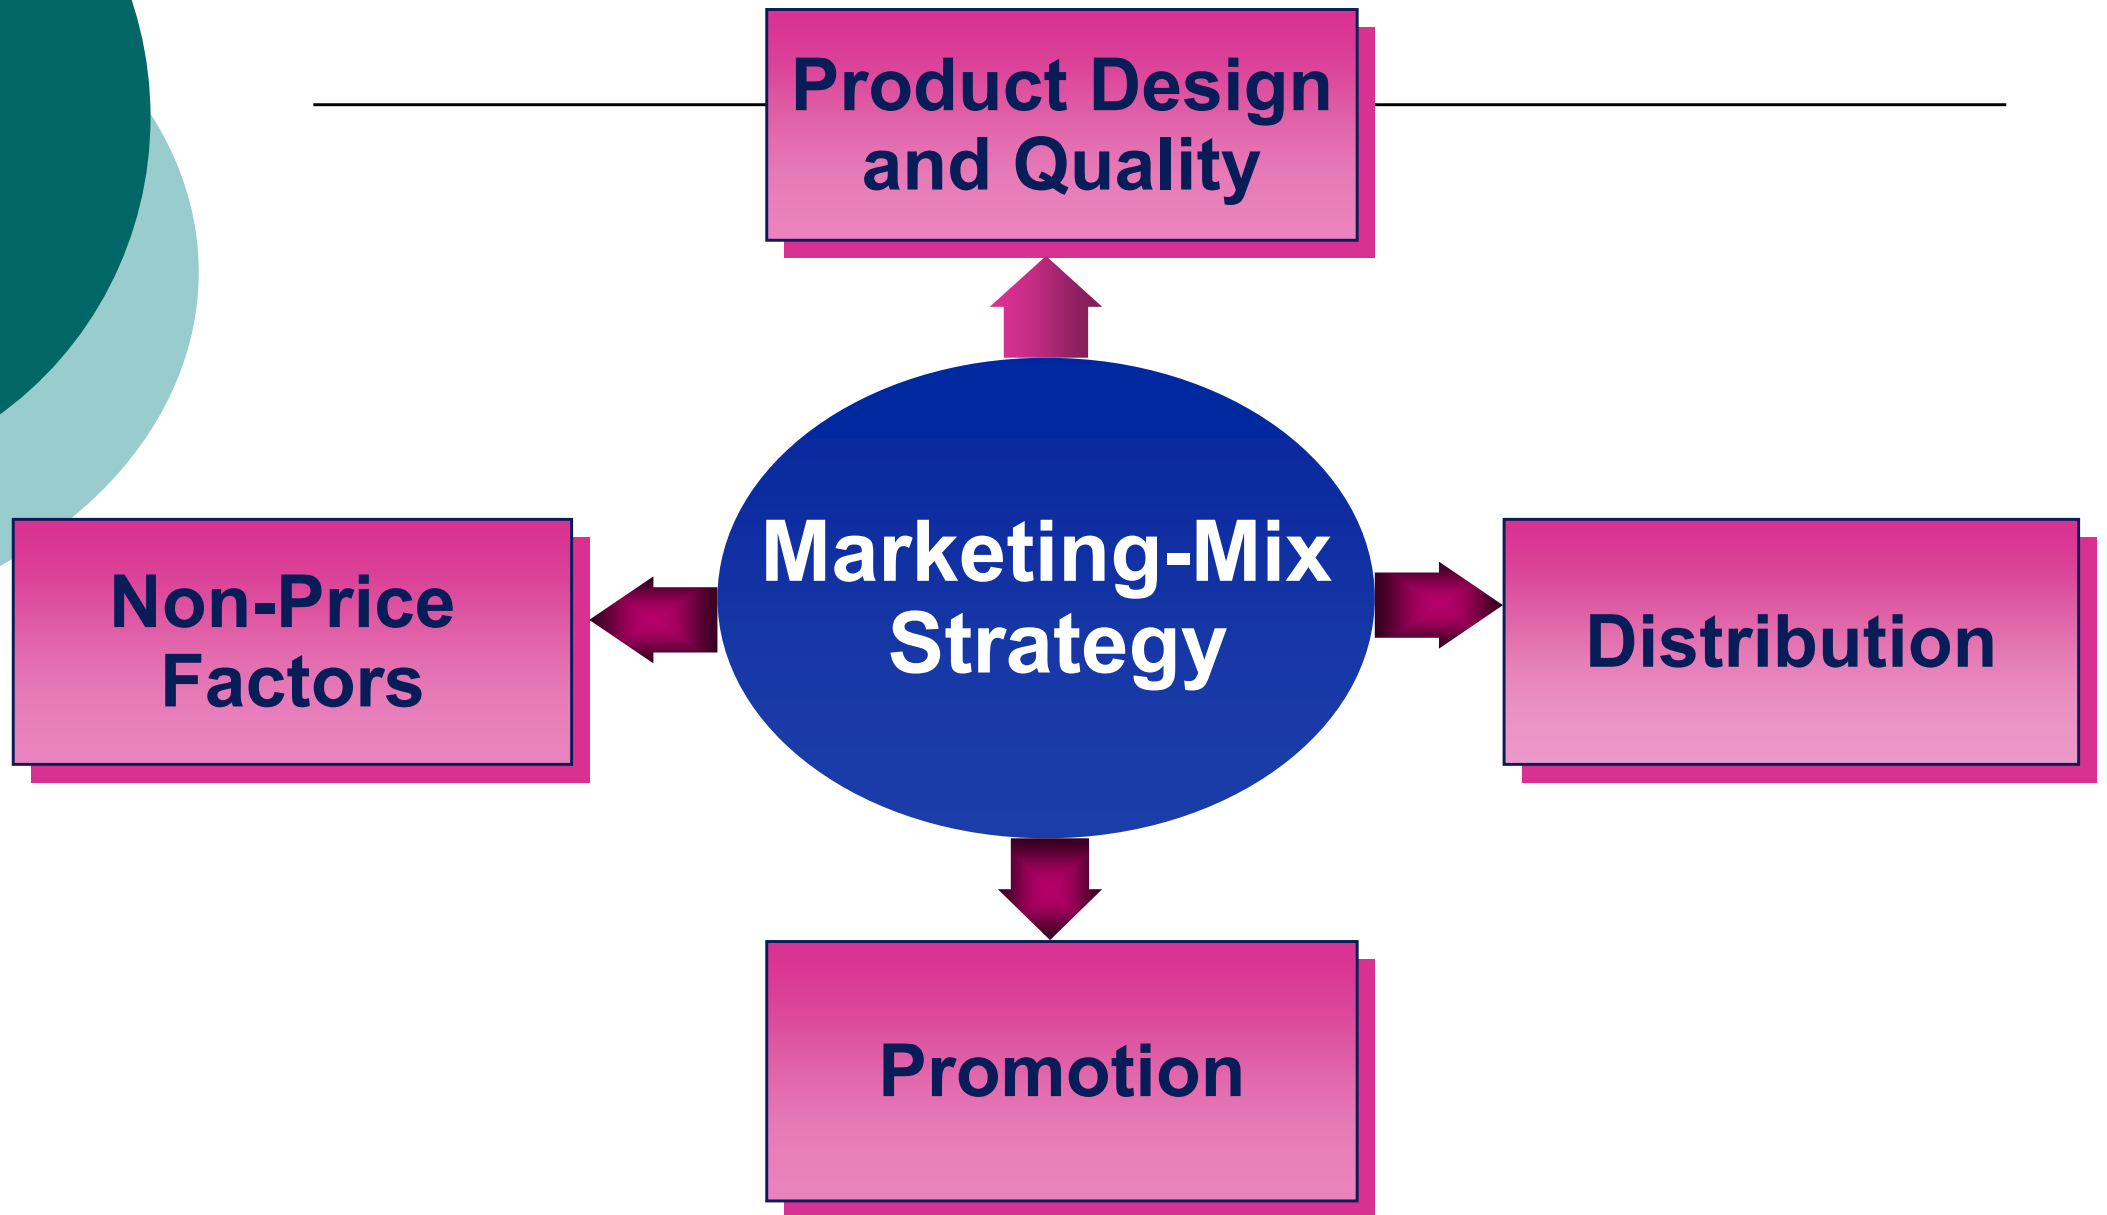 Product Design
and Quality
Marketing-Mix
Strategy
Non-Price
Factors
Distribution
Promotion